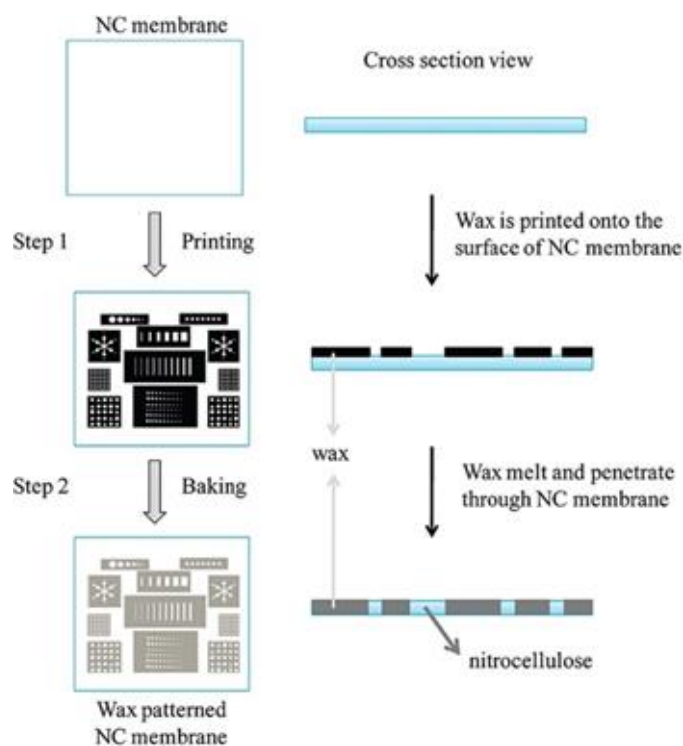 NC membrane
Cross section view
Step 1
Printing
Wax is printed onto the
surface of NC membrane
wax
Step 2
Baking
Wax melt and penetrate
through NC membrane
nitrocellulose
Wax patterned
NC membrane